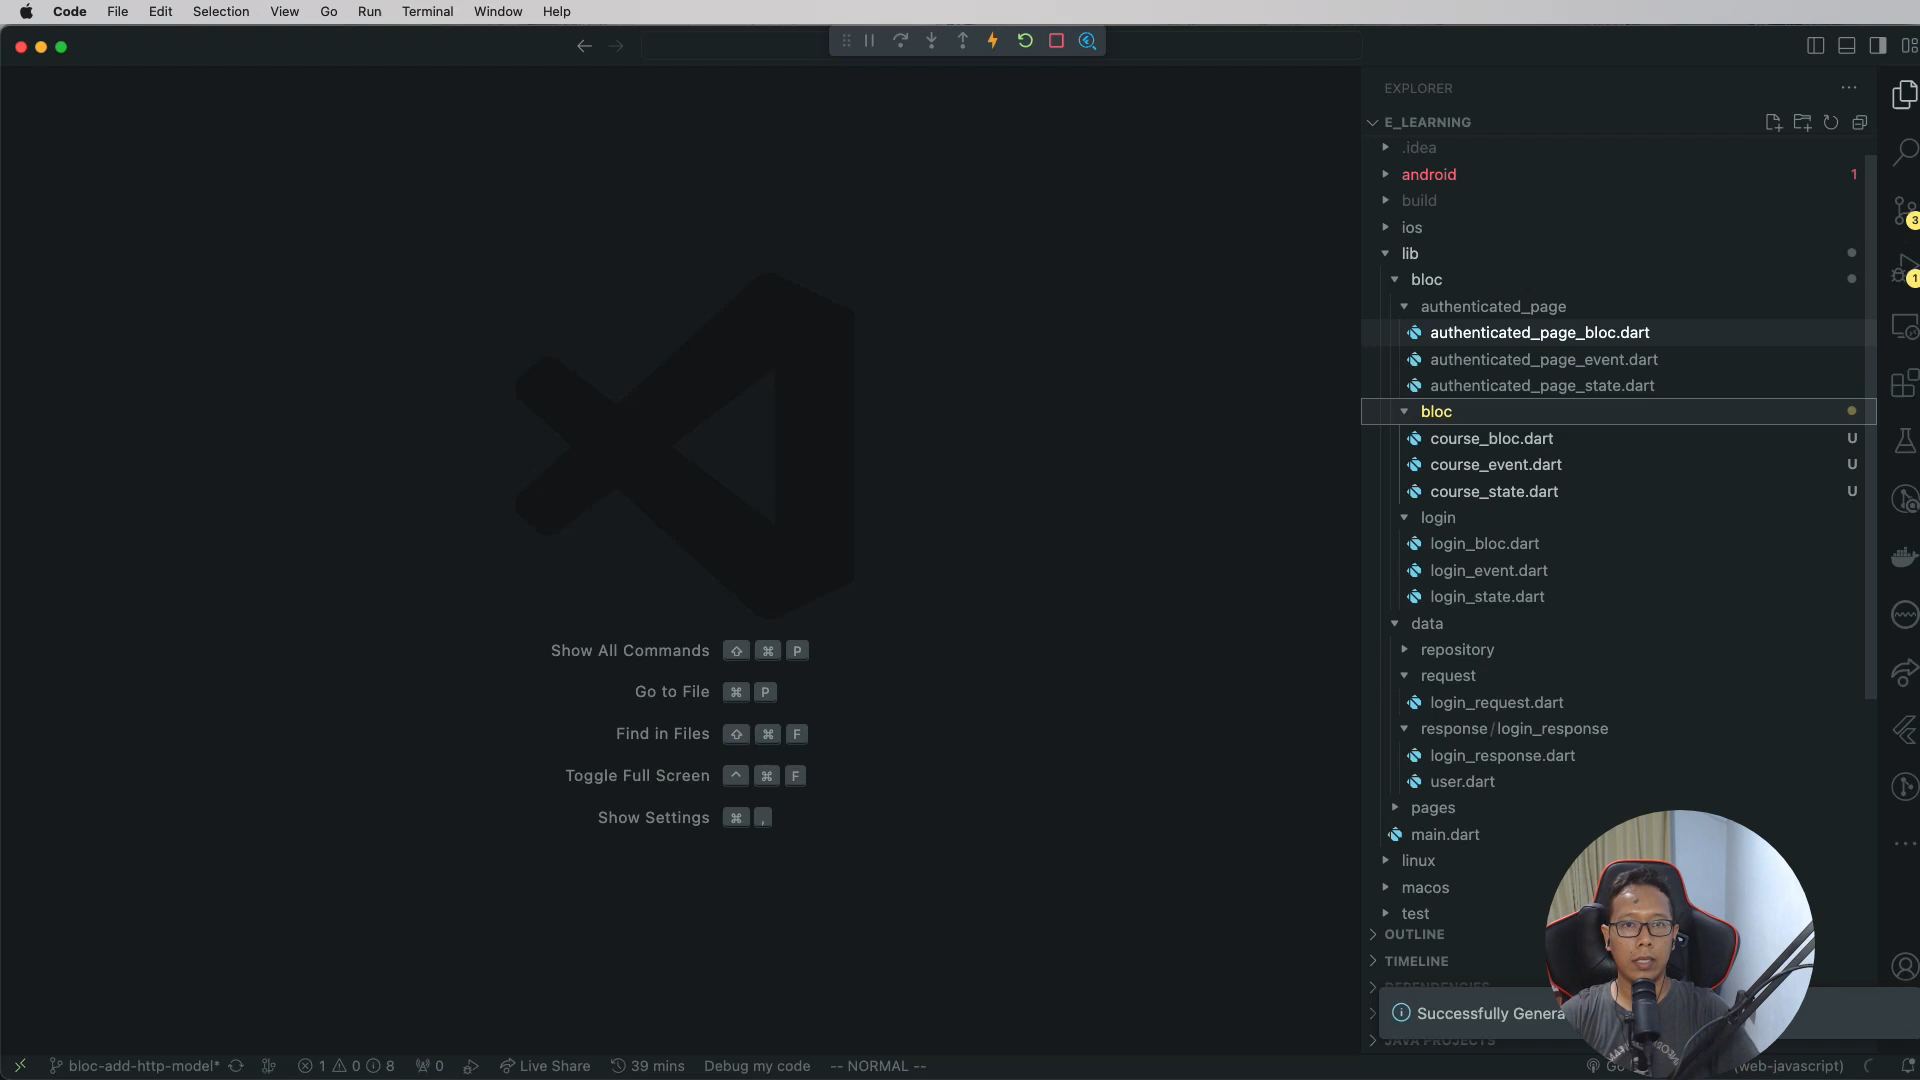 Code File Edit Selection View Go Run Terminal Window Help
EXPLORER
E_LEARNING
.idea
android 1
build
ios
3
lib
bloc
1
authenticated_page
authenticated_page_bloc.dart
authenticated_page_event.dart
authenticated_page_state.dart
bloc
course_bloc.dart U
course_event.dart U
course_state.dart U
login
login_bloc.dart
login_event.dart
login_state.dart
data
repository
request
login_request.dart
response/login_response
login_response.dart
user.dart
pages
main.dart
linux
macos
test
OUTLINE
TIMELINE
Successfully Genera
JAVA PROJECTS
Show All Commands ⇧ ⌘ P
Go to File ⌘ P
Find in Files ⇧ ⌘ F
Toggle Full Screen ^ ⌘ F
Show Settings ⌘ ,
bloc-add-http-model* 1 0 8 0 Live Share 39 mins Debug my code -- NORMAL -- (web-javascript)